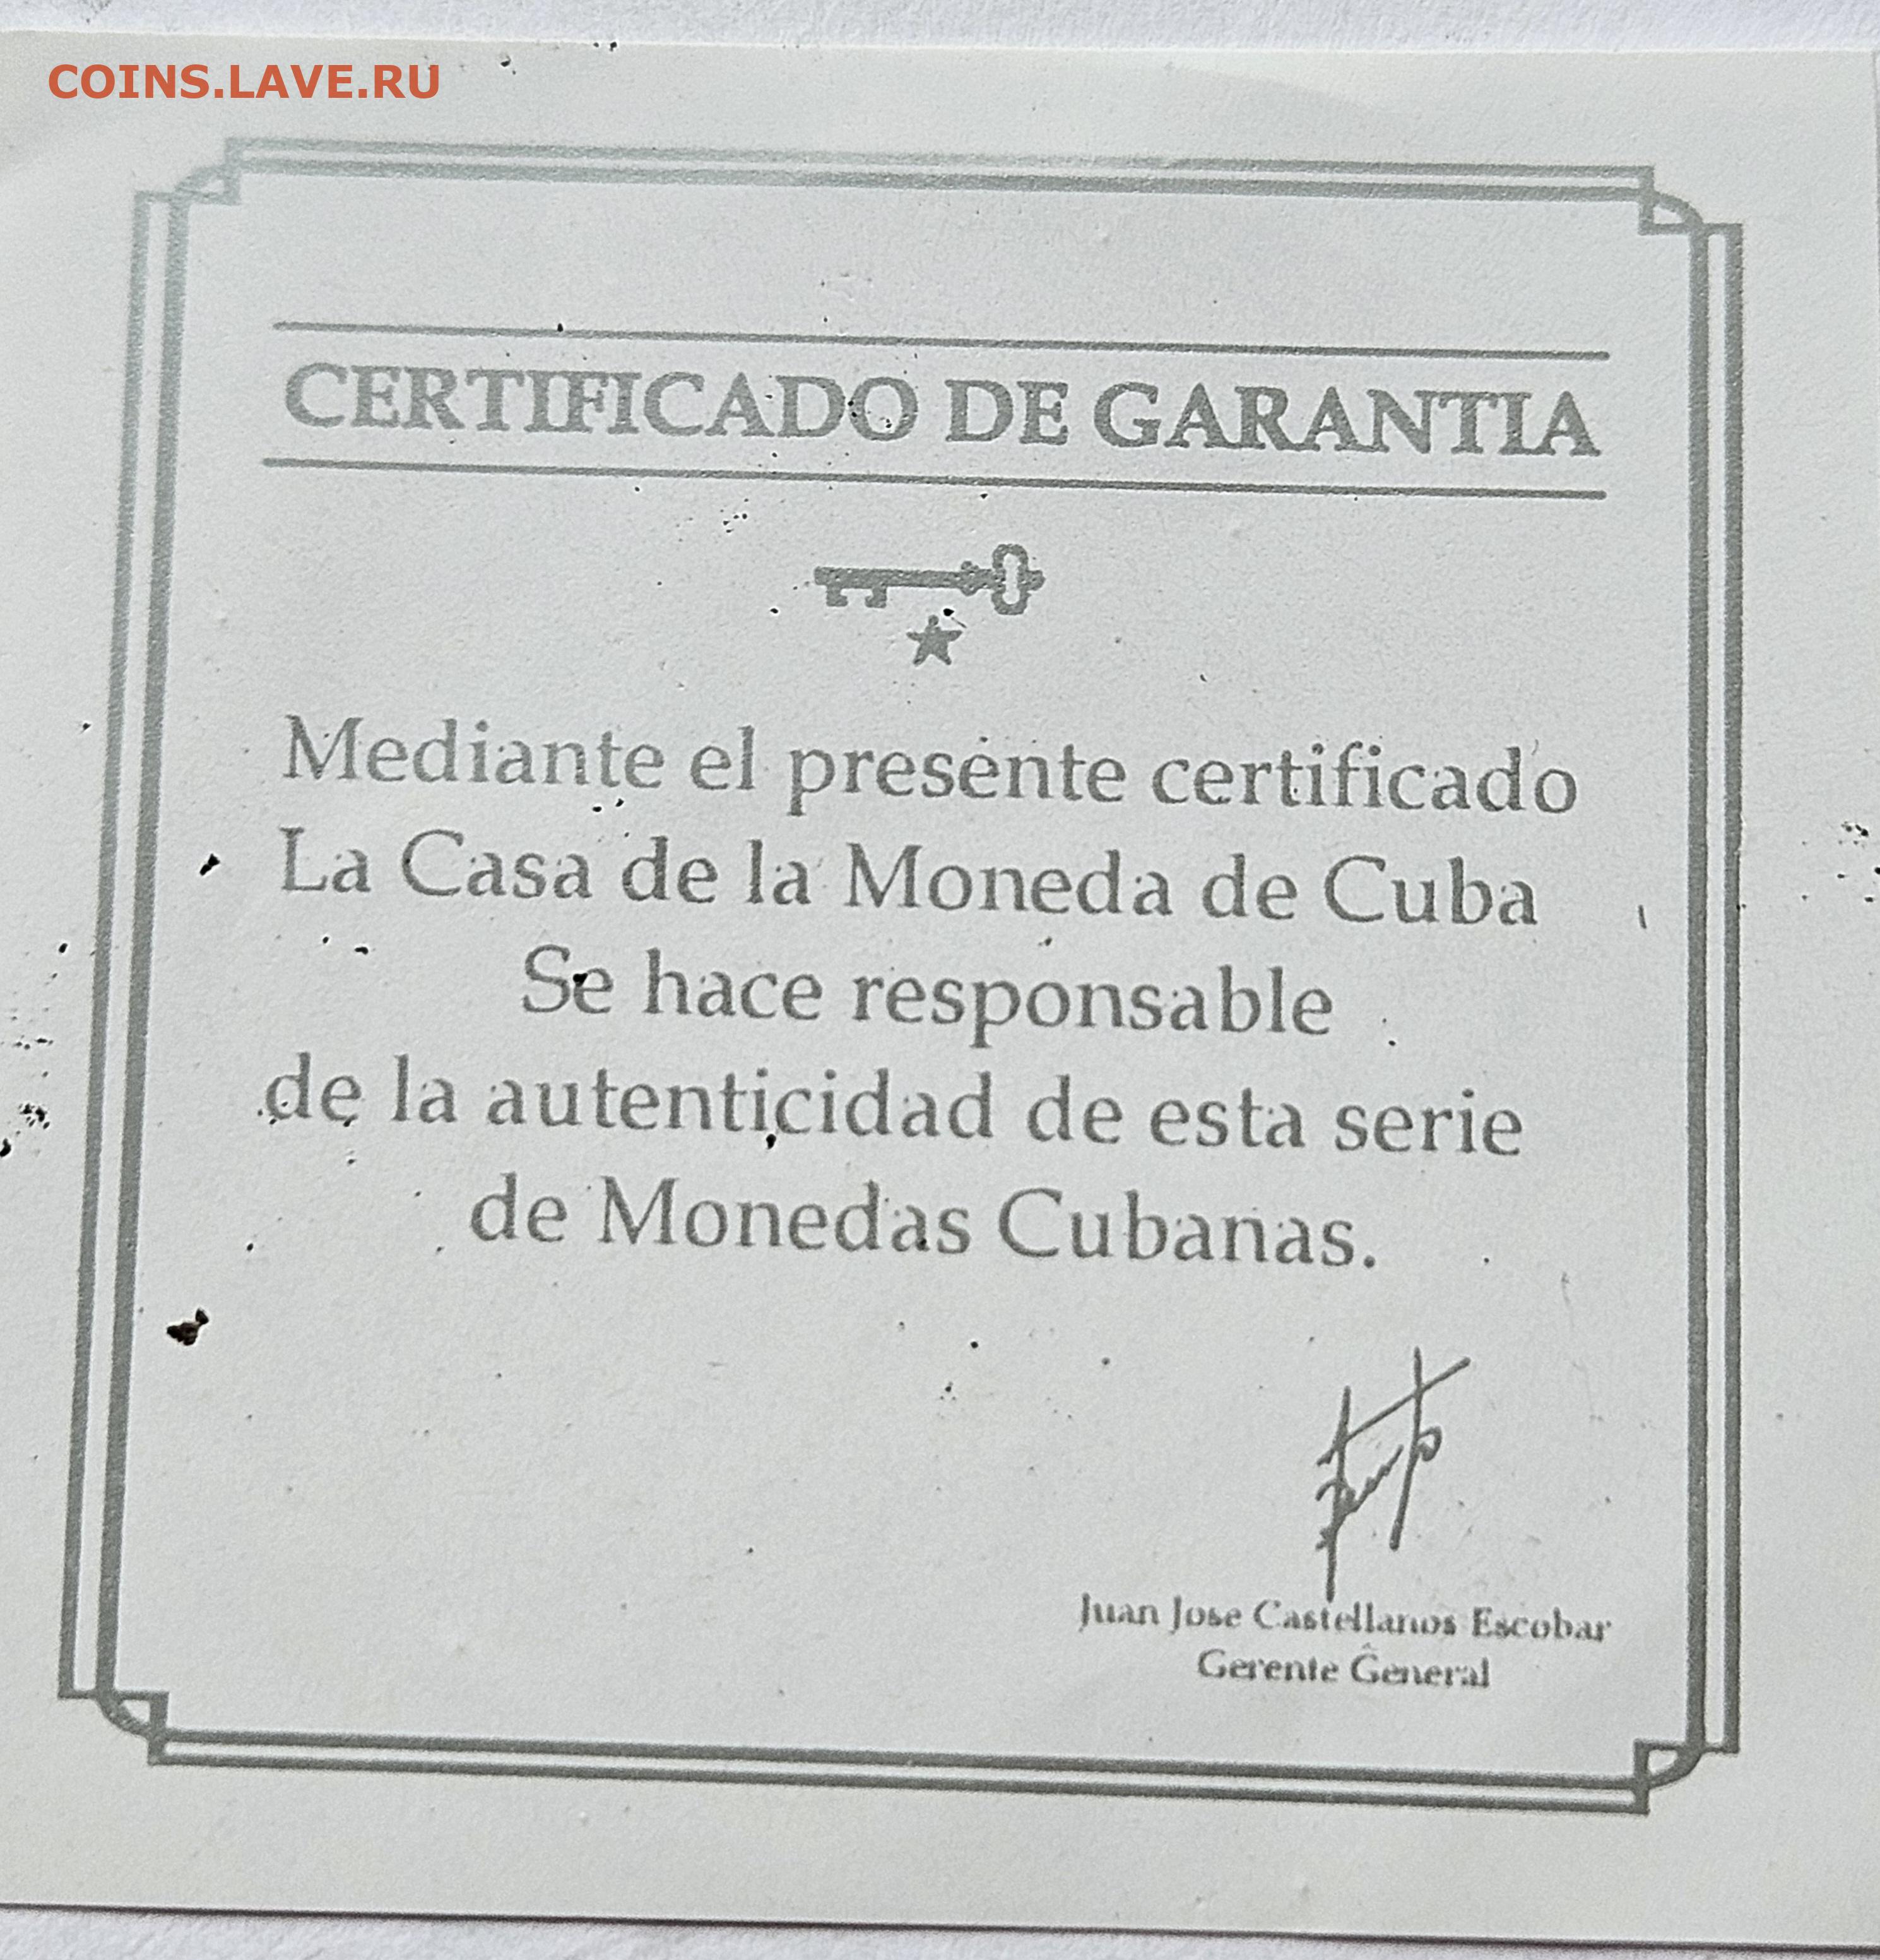 COINS.LAVE.RU
CERTIFICADO DE GARANTIA
Mediante el presente certificado
La Casa de la Moneda de Cuba
Se hace responsable
de la autenticidad de esta serie
de Monedas Cubanas.
Juan Jose Castellanos Escobar
Gerente General